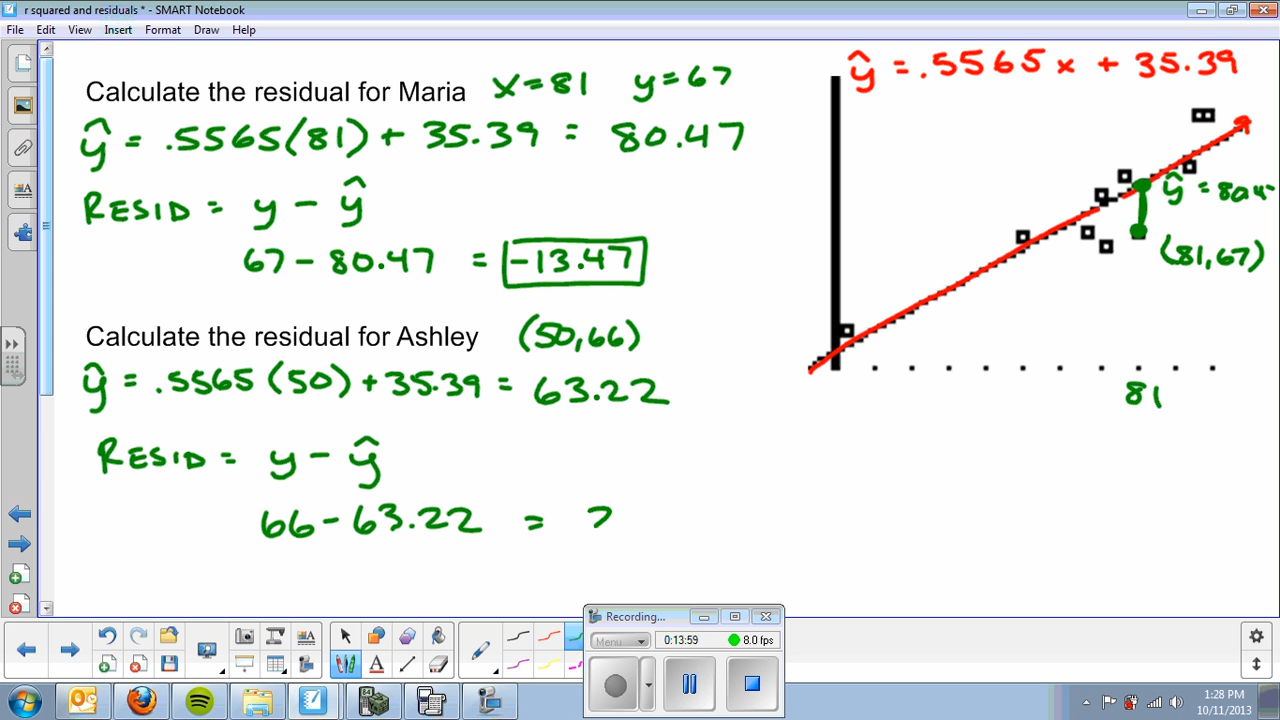 r squared and residuals * - SMART Notebook
File Edit View Insert Format Draw Help
Calculate the residual for Maria x=81 y=67
ŷ = .5565(81) + 35.39 = 80.47
RESID = y - ŷ
67 - 80.47 = -13.47
Calculate the residual for Ashley (50,66)
ŷ = .5565 (50) + 35.39 = 63.22
RESID = y - ŷ
66 - 63.22 = 2
ŷ = .5565x + 35.39
(81,67)
81
Recording...
Menu 0:13:59 8.0 fps
1:28 PM
10/11/2013